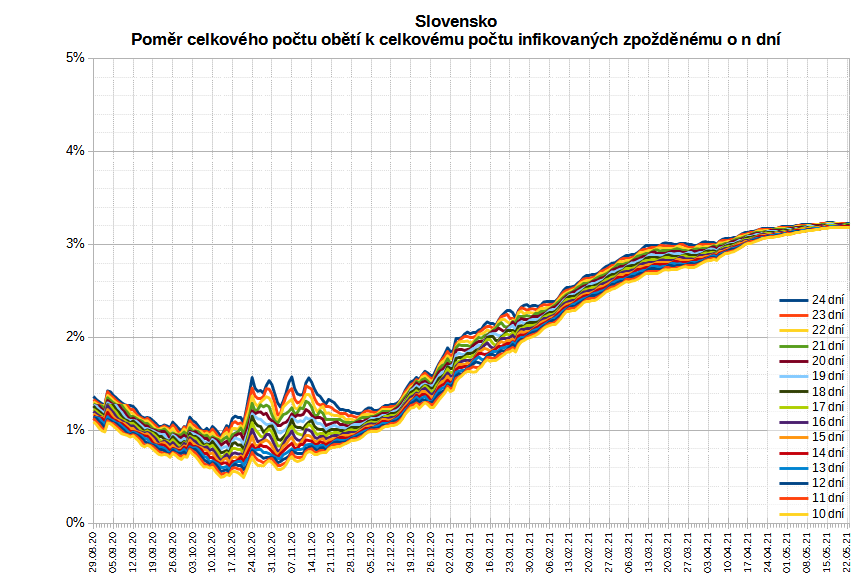 Slovensko
Poměr celkového počtu obětí k celkovému počtu infikovaných zpožděnému o n dní
5%
4%
3%
2%
1%
0%
24 dní
23 dní
22 dní
21 dní
20 dní
19 dní
18 dní
17 dní
16 dní
15 dní
14 dní
13 dní
12 dní
11 dní
10 dní
29.08.20
05.09.20
12.09.20
19.09.20
26.09.20
03.10.20
10.10.20
17.10.20
24.10.20
31.10.20
07.11.20
14.11.20
21.11.20
28.11.20
05.12.20
12.12.20
19.12.20
26.12.20
02.01.21
09.01.21
16.01.21
23.01.21
30.01.21
06.02.21
13.02.21
20.02.21
27.02.21
06.03.21
13.03.21
20.03.21
27.03.21
03.04.21
10.04.21
17.04.21
24.04.21
01.05.21
08.05.21
15.05.21
22.05.21